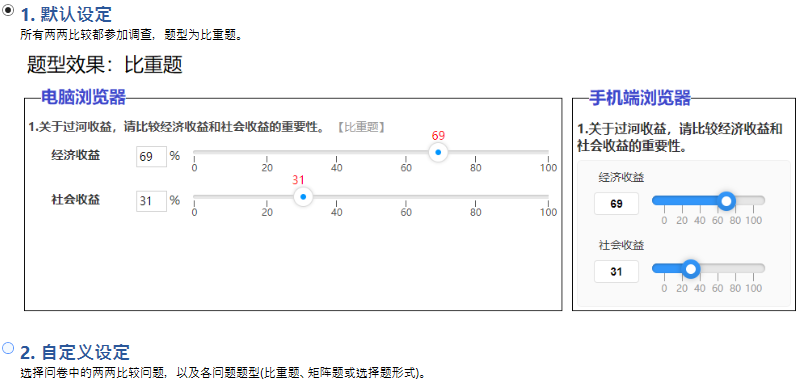 1. 默认设定
所有两两比较都参加调查，题型为比重题。
题型效果：比重题
电脑浏览器
1.关于过河收益，请比较经济收益和社会收益的重要性。 【比重题】
69
经济收益 69 %
0 20 40 60 80 100
31
社会收益 31 %
0 20 40 60 80 100
手机端浏览器
1.关于过河收益，请比较经济收益和
社会收益的重要性。
经济收益
69
0 20 40 60 80 100
社会收益
31
0 20 40 60 80 100
2. 自定义设定
选择问卷中的两两比较问题，以及各问题题型(比重题、矩阵题或选择题形式)。